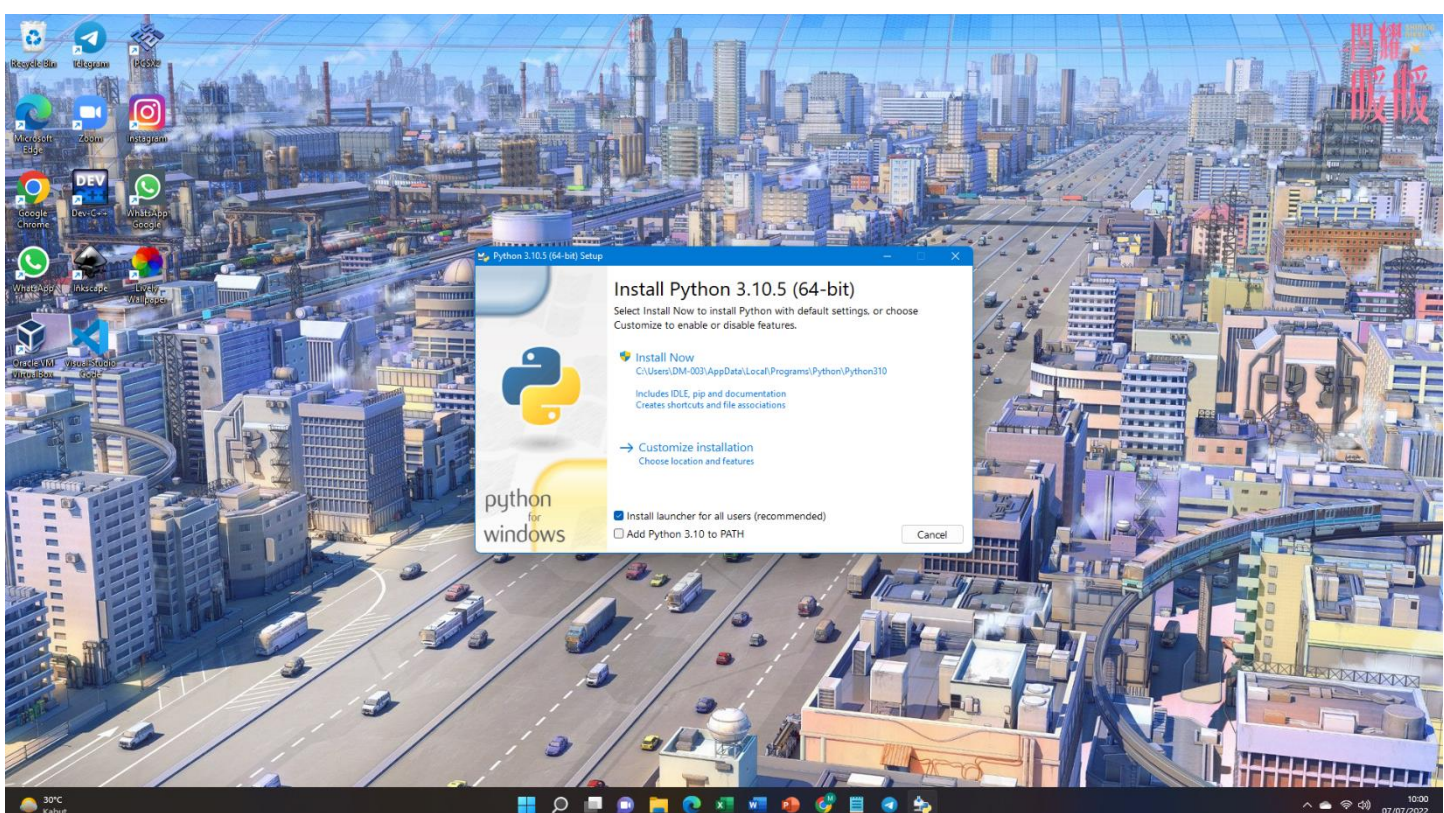 Recycle Bin
Telegram
PCSX2
Microsoft
Edge
Zoom
Instagram
Google
Chrome
DEV
Dev-C++
WhatsApp
Google
WhatsApp
Inkscape
Lively
Wallpaper
Oracle VM
VirtualBox
Visual Studio
Code
閃耀
暖暖
Python 3.10.5 (64-bit) Setup
Install Python 3.10.5 (64-bit)
Select Install Now to install Python with default settings, or choose
Customize to enable or disable features.
Install Now
C:\Users\DM-003\AppData\Local\Programs\Python\Python310
Includes IDLE, pip and documentation
Creates shortcuts and file associations
Customize installation
Choose location and features
python
for
windows
Install launcher for all users (recommended)
Add Python 3.10 to PATH
Cancel
30°C
Kabut
10:00
07/07/2022